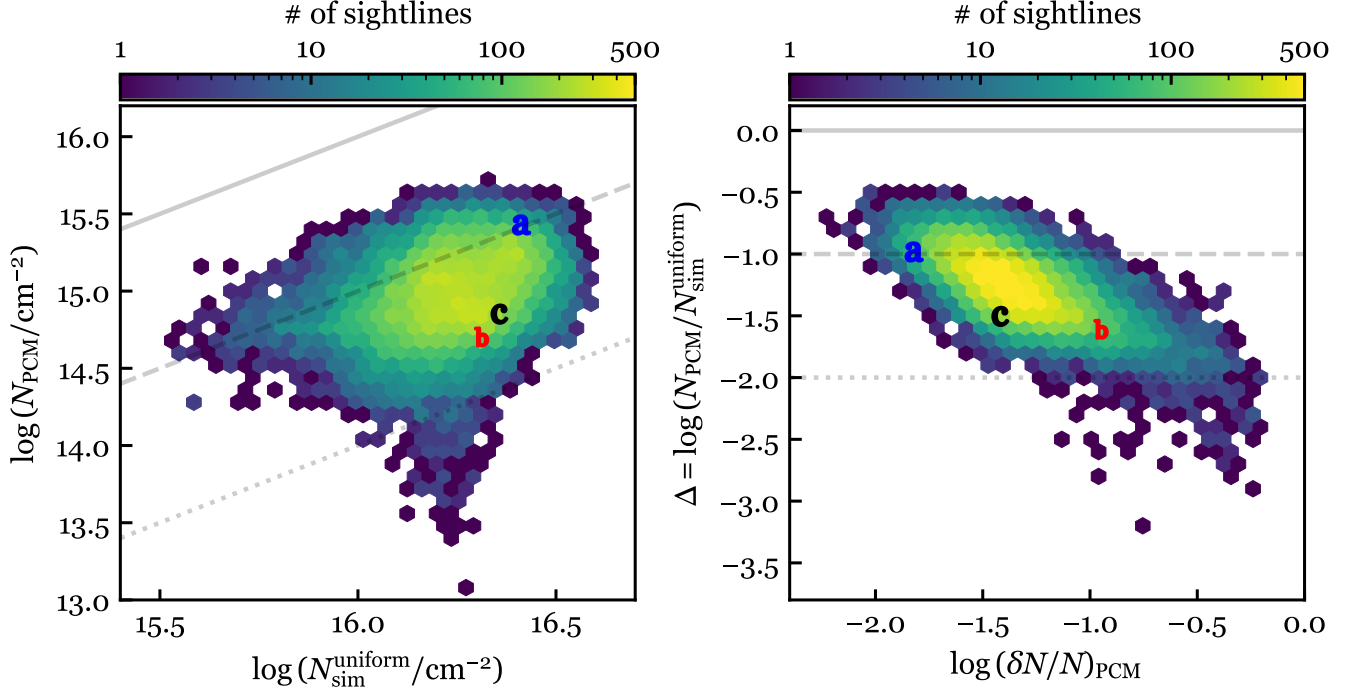 # of sightlines
1 10 100 500
16.0
15.5
15.0
14.5
14.0
13.5
13.0
log (N_PCM/cm⁻²)
a
c
b
15.5 16.0 16.5
log (N_sim^uniform/cm⁻²)
# of sightlines
1 10 100 500
0.0
−0.5
−1.0
−1.5
−2.0
−2.5
−3.0
−3.5
Δ = log (N_PCM/N_sim^uniform)
a
c
b
−2.0 −1.5 −1.0 −0.5 0.0
log (δN/N)_PCM